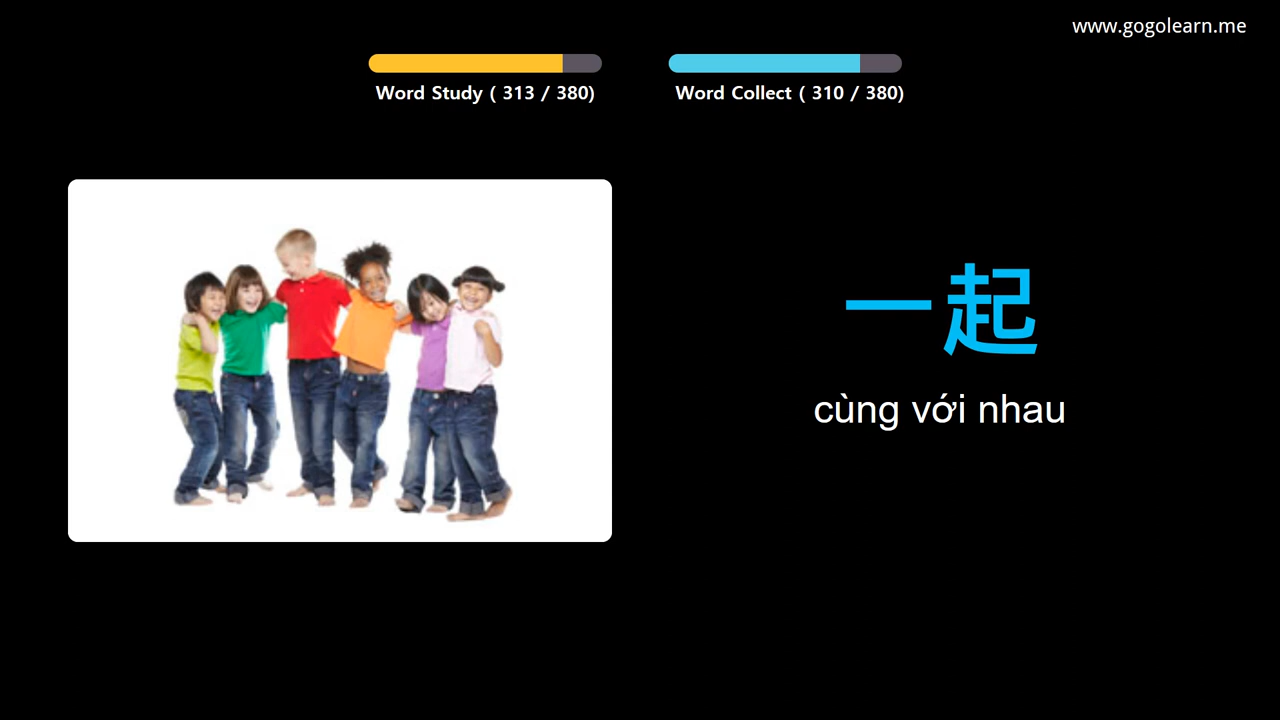 www.gogolearn.me
Word Study ( 313 / 380)
Word Collect ( 310 / 380)
一起
cùng với nhau